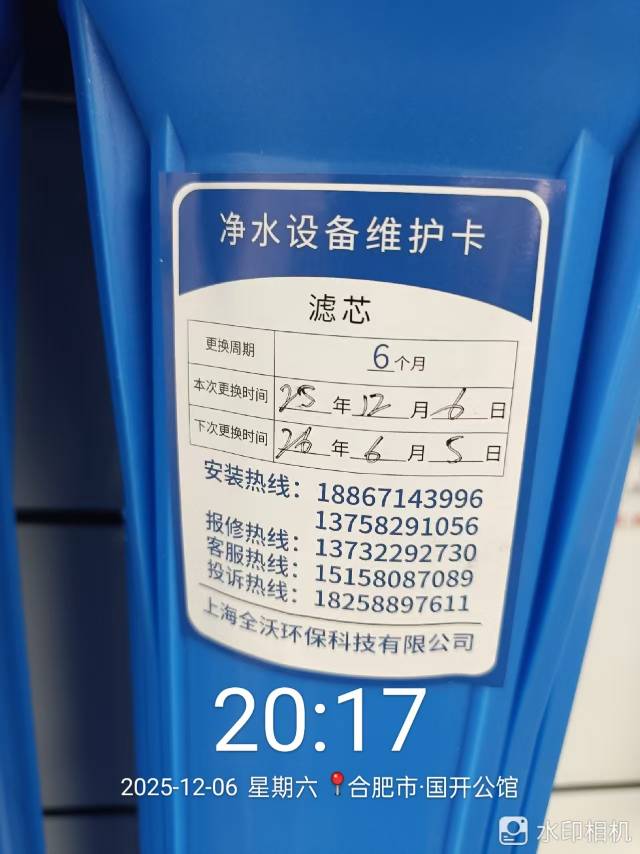 净水设备维护卡
滤芯
更换周期 6个月
本次更换时间 25年12月6日
下次更换时间 26年6月5日
安装热线：18867143996
13758291056
报修热线：13732292730
客服热线：15158087089
投诉热线：18258897611
上海全沃环保科技有限公司
20:17
2025-12-06 星期六 合肥市·国开公馆
水印相机